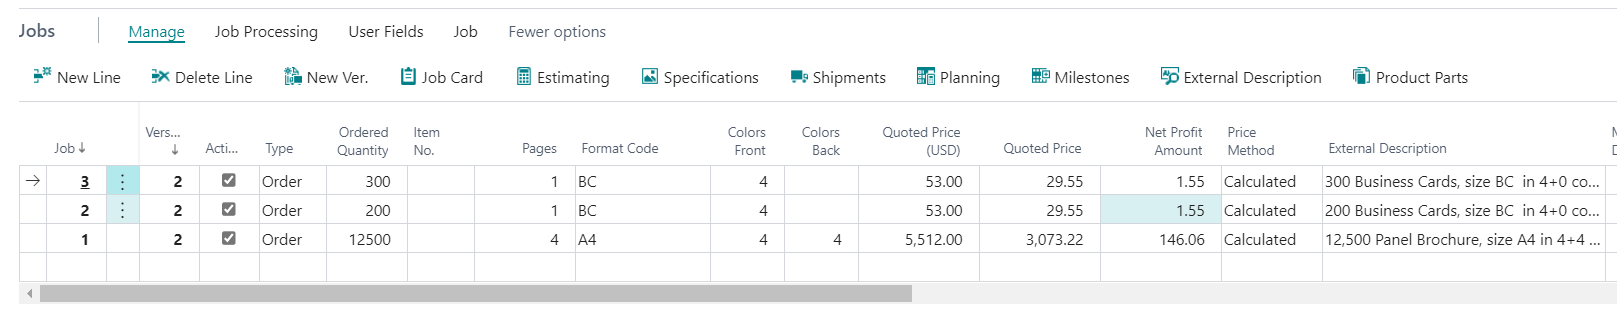 Jobs Manage Job Processing User Fields Job Fewer options
New Line Delete Line New Ver. Job Card Estimating Specifications Shipments Planning Milestones External Description Product Parts
Job ↓ Vers... ↓ Acti... Type Ordered Quantity Item No. Pages Format Code Colors Front Colors Back Quoted Price (USD) Quoted Price Net Profit Amount Price Method External Description
3 2 Order 300 1 BC 4 53.00 29.55 1.55 Calculated 300 Business Cards, size BC in 4+0 co...
2 2 Order 200 1 BC 4 53.00 29.55 1.55 Calculated 200 Business Cards, size BC in 4+0 co...
1 2 Order 12500 4 A4 4 4 5,512.00 3,073.22 146.06 Calculated 12,500 Panel Brochure, size A4 in 4+4 ...